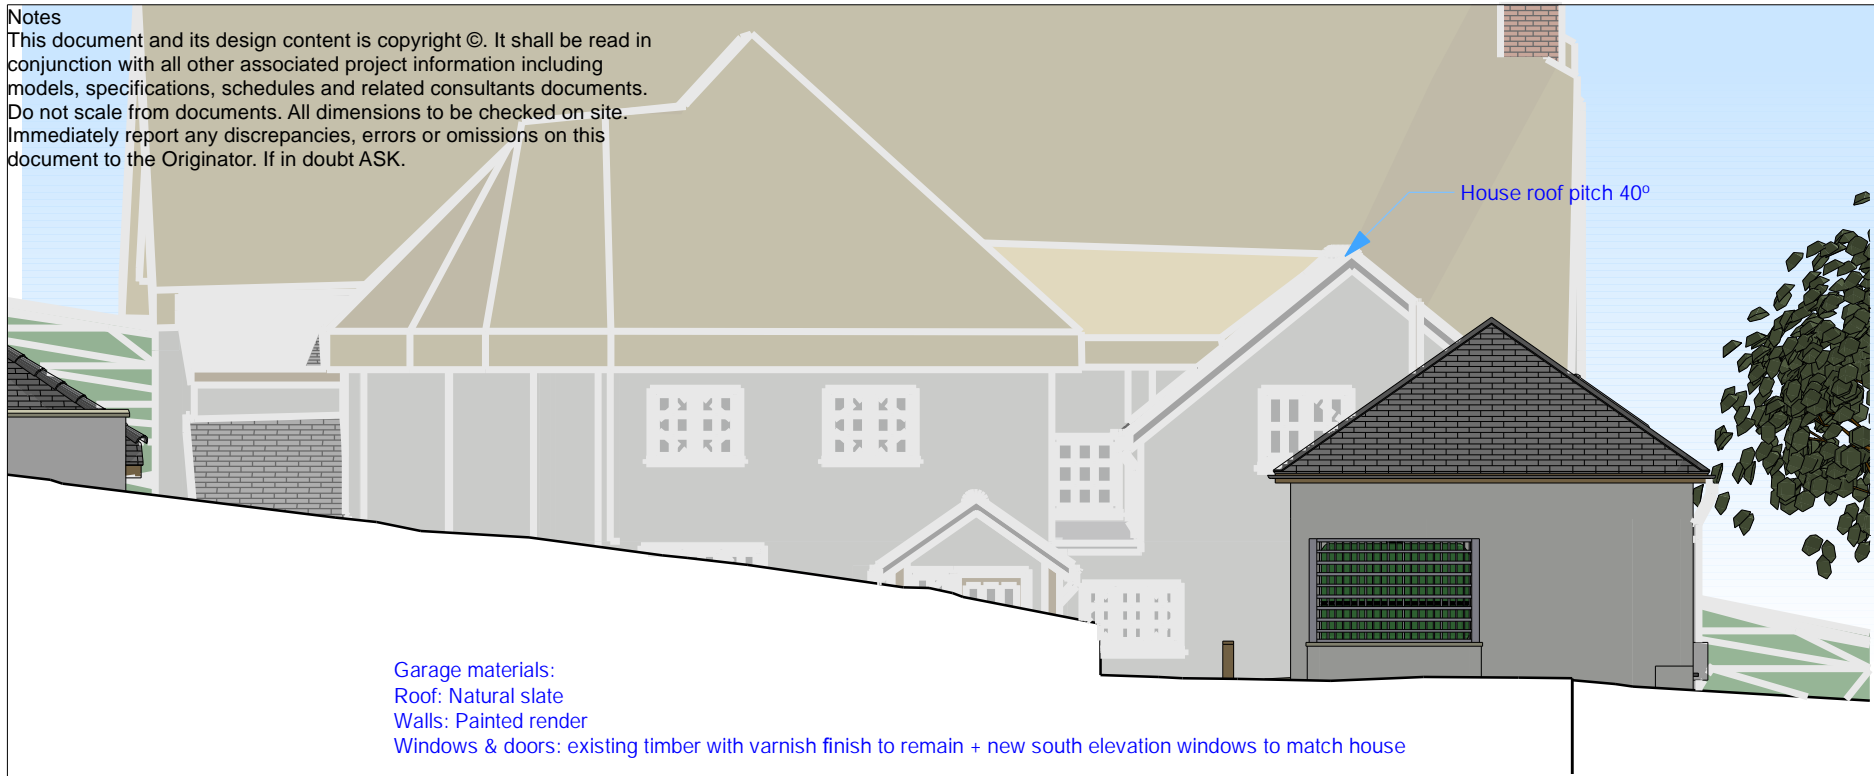 Notes
This document and its design content is copyright ©. It shall be read in
conjunction with all other associated project information including
models, specifications, schedules and related consultants documents.
Do not scale from documents. All dimensions to be checked on site.
Immediately report any discrepancies, errors or omissions on this
document to the Originator. If in doubt ASK.
House roof pitch 40º
Garage materials:
Roof: Natural slate
Walls: Painted render
Windows & doors: existing timber with varnish finish to remain + new south elevation windows to match house